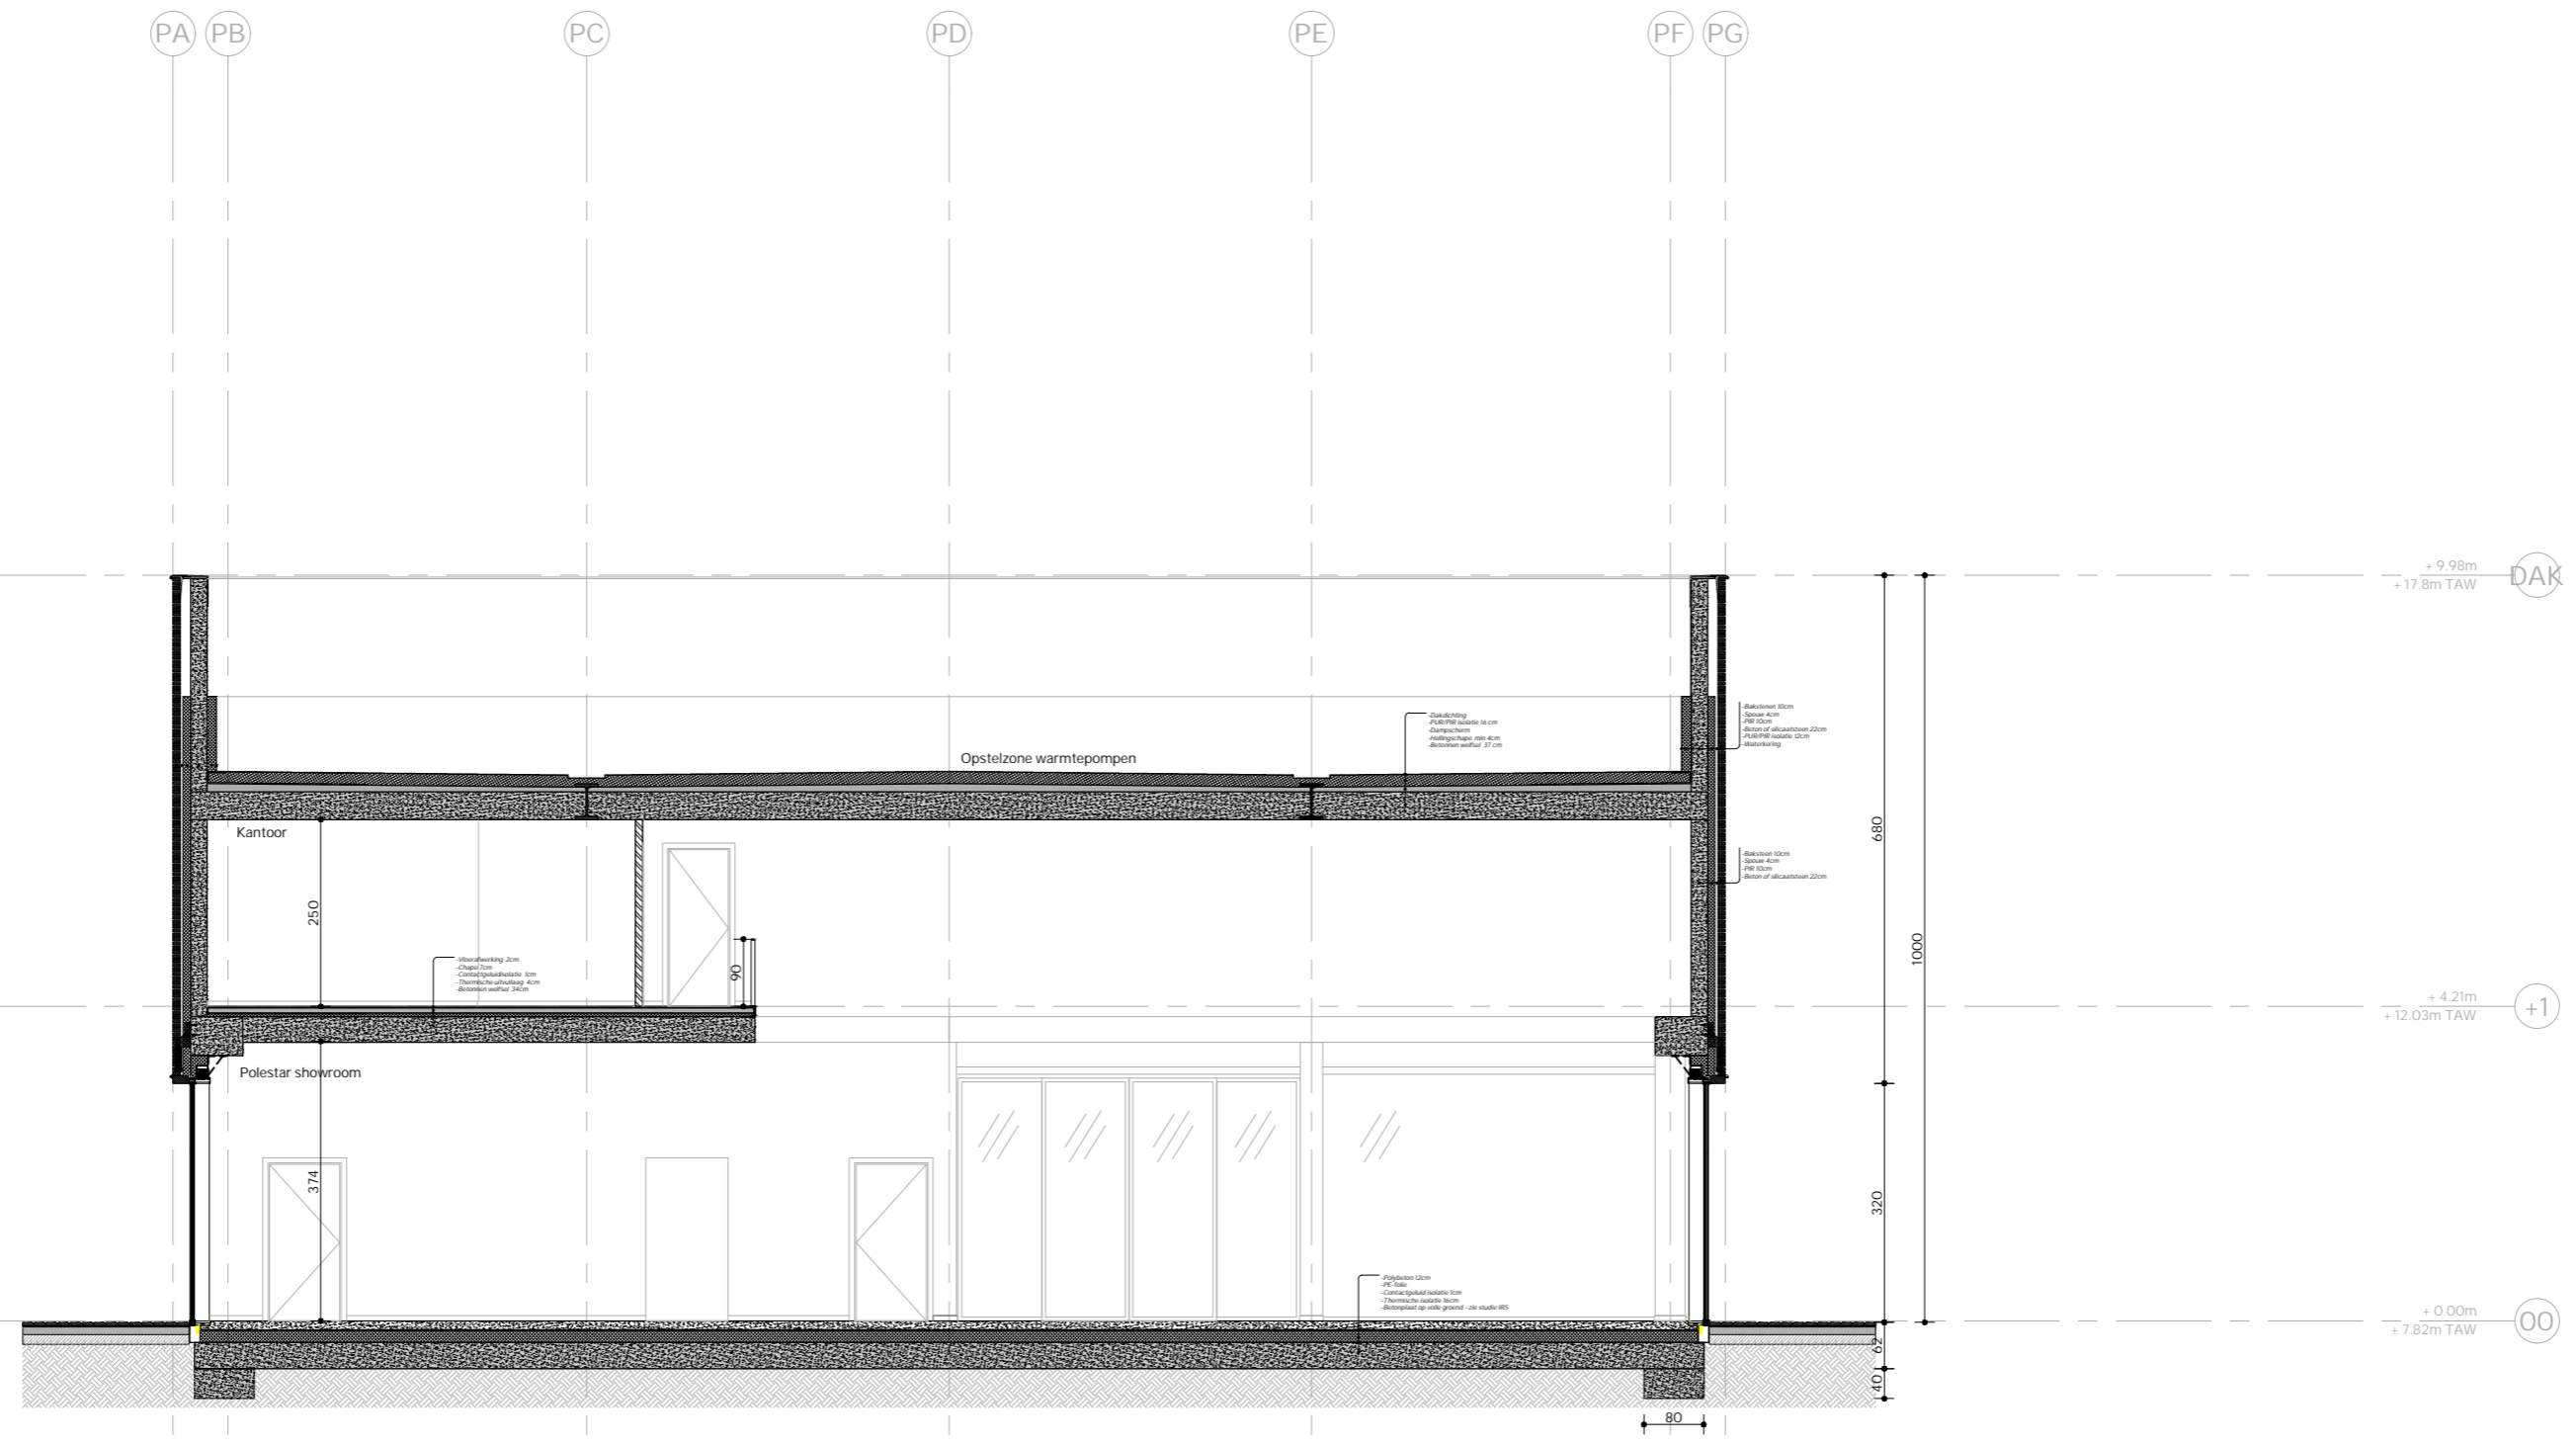 PA PB PC PD PE PF PG
+ 9.98m
+ 17.8m TAW
DAK
-Bakstenen 10cm
-Spouw 4cm
-PIR 10cm
-Beton of silicaatsteen 22cm
-PUR/PIR isolatie 12cm
-Waterkering
-Dakdichting
-PUR/PIR isolatie 16 cm
-Dampscherm
-Hellingschape min 4cm
-Betonnen welfsel 37 cm
Opstelzone warmtepompen
Kantoor
680
-Baksteen 10cm
-Spouw 4cm
-PIR 10cm
-Beton of silicaatsteen 22cm
250
1000
-Vloerafwerking 2cm
-Chape 7cm
-Contactgeluidisolatie 1cm
-Thermische uitvullaag 4cm
-Betonnen welfsel 34cm
90
+ 4.21m
+ 12.03m TAW
+1
Polestar showroom
374
320
-Polybeton 12cm
-PE-folie
-Contactgeluid isolatie 1cm
-Thermische isolatie 16cm
-Betonplaat op volle groend - zie studie IRS
+ 0.00m
+ 7.82m TAW
00
62
40
80